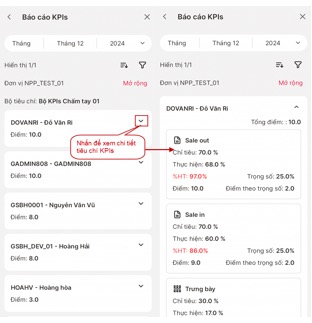 Báo cáo KPIs
Tháng
Tháng 12
2024
Hiển thị 1/1
Đơn vị NPP_TEST_01
Mở rộng
Bộ tiêu chí: Bộ KPIs Chấm tay 01
DOVANRI - Đỗ Văn Ri
Điểm: 10.0
Nhấn để xem chi tiết
tiêu chí KPIs
GADMIN808 - GADMIN808
Điểm: 10.0
GSBH0001 - Nguyễn Văn Vũ
Điểm: 8.0
GSBH_DEV_01 - Hoàng Hải
Điểm: 8.0
HOAHV - Hoàng hòa
Điểm: 3.0
Báo cáo KPIs
Tháng
Tháng 12
2024
Hiển thị 1/1
Đơn vị NPP_TEST_01
Mở rộng
DOVANRI - Đỗ Văn Ri
Tổng điểm: : 10.0
Sale out
Chỉ tiêu: 70.0 %
Thực hiện: 68.0 %
%HT: 97.0%
Trọng số: 25.0%
Điểm: 10.0
Điểm theo trọng số: 2.0
Sale in
Chỉ tiêu: 70.0 %
Thực hiện: 60.0 %
%HT: 86.0%
Trọng số: 25.0%
Điểm: 9.0
Điểm theo trọng số: 2.0
Trưng bày
Chỉ tiêu: 30.0 %
Thực hiện: 17.0 %